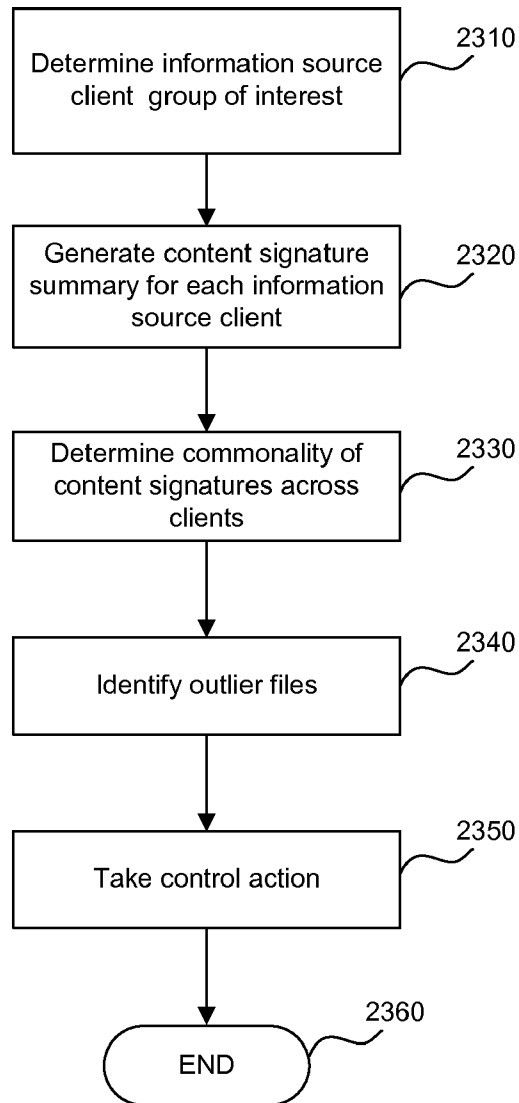 2310
Determine information source
client group of interest
2320
Generate content signature
summary for each information
source client
2330
Determine commonality of
content signatures across
clients
2340
Identify outlier files
2350
Take control action
2360
END